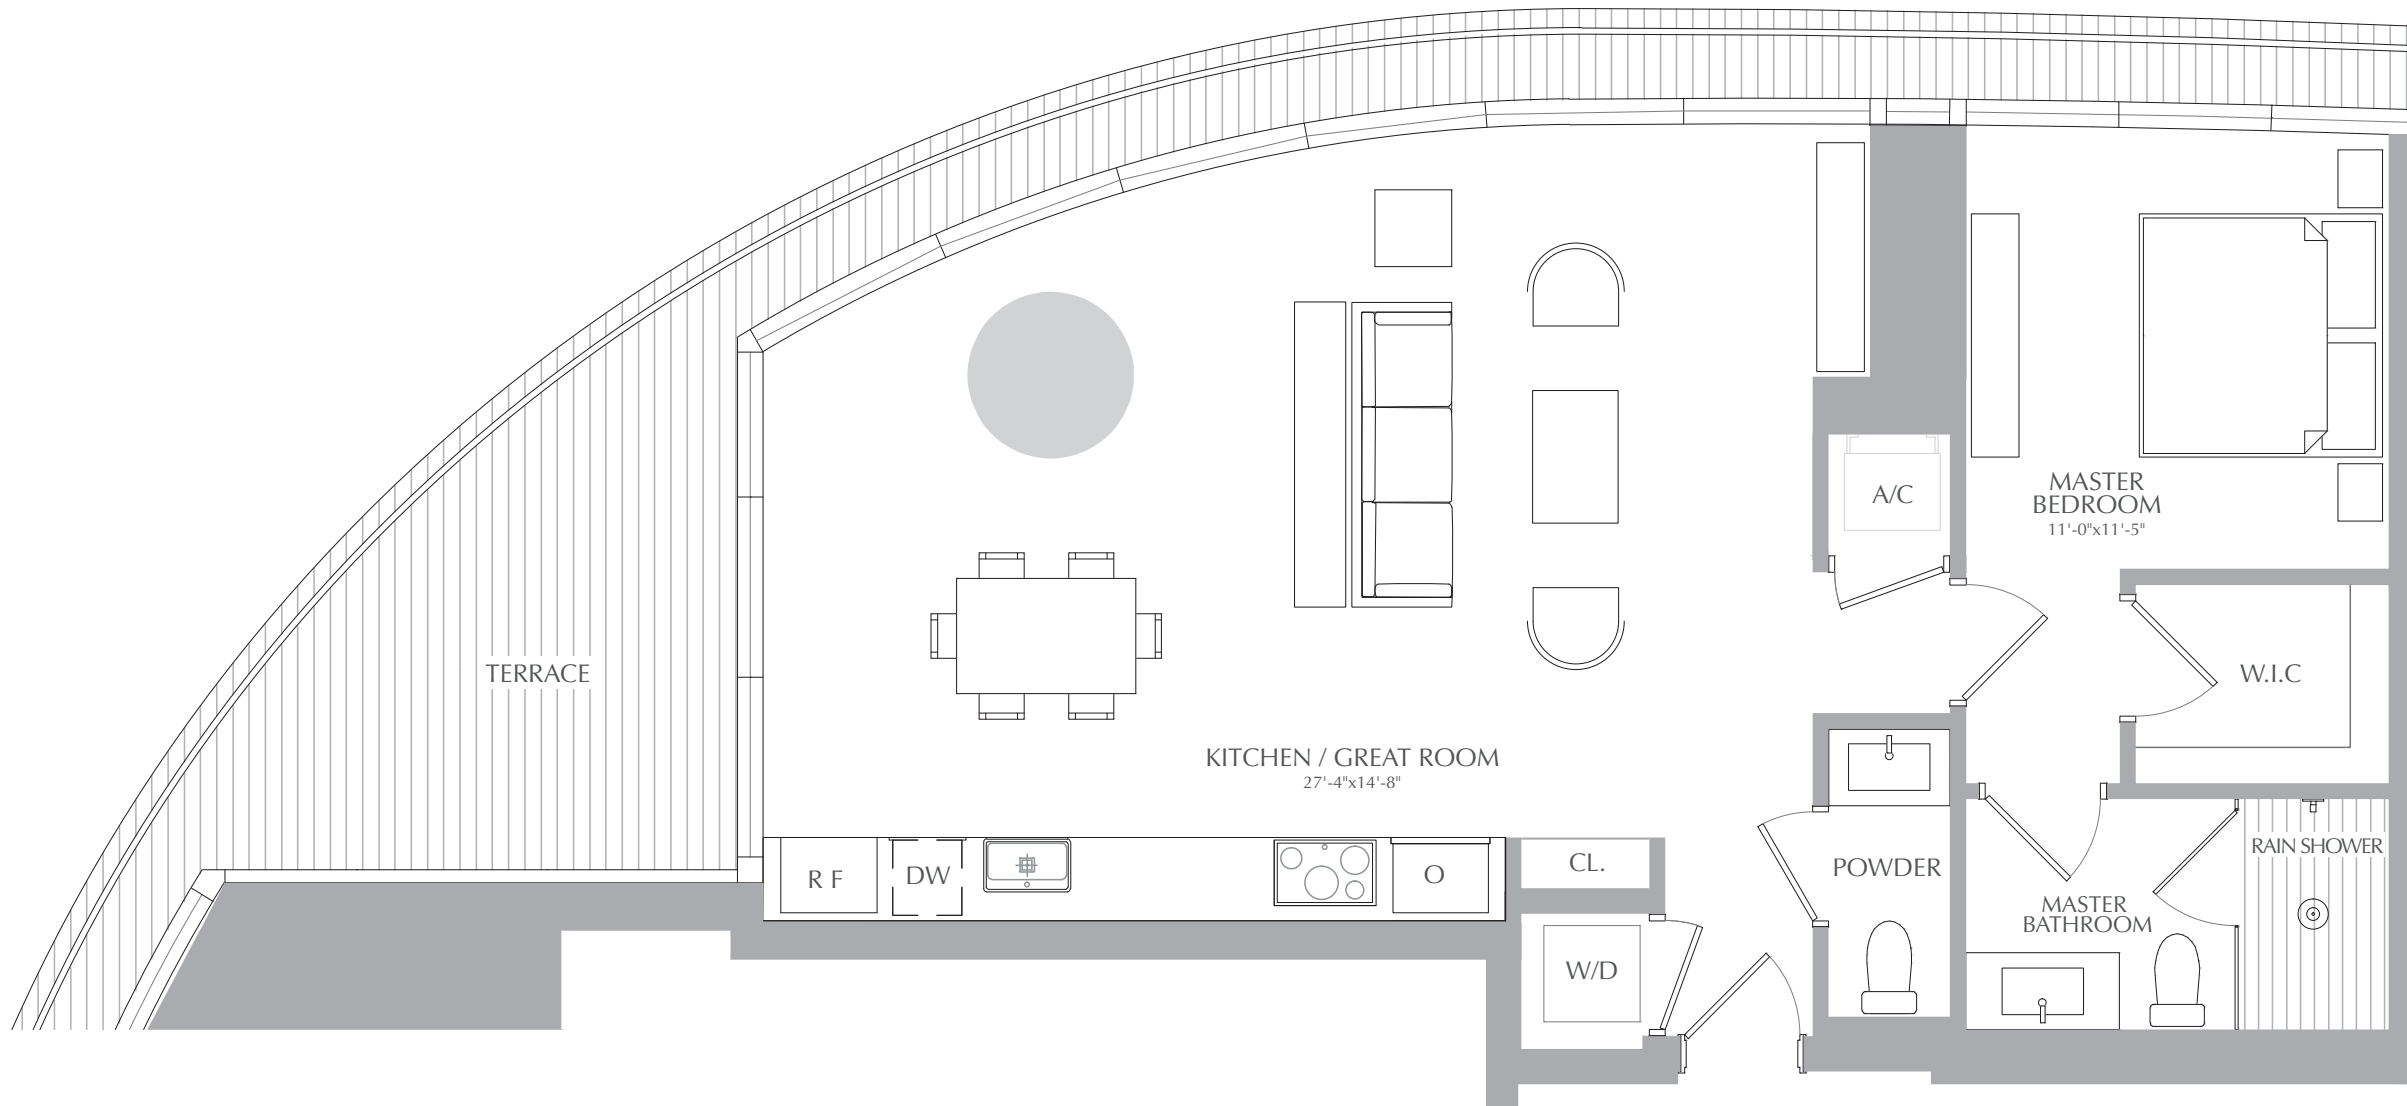 A/C
MASTER
BEDROOM
11'-0"x11'-5"
TERRACE
W.I.C
KITCHEN / GREAT ROOM
27'-4"x14'-8"
R F
DW
O
CL.
POWDER
RAIN SHOWER
MASTER
BATHROOM
W/D